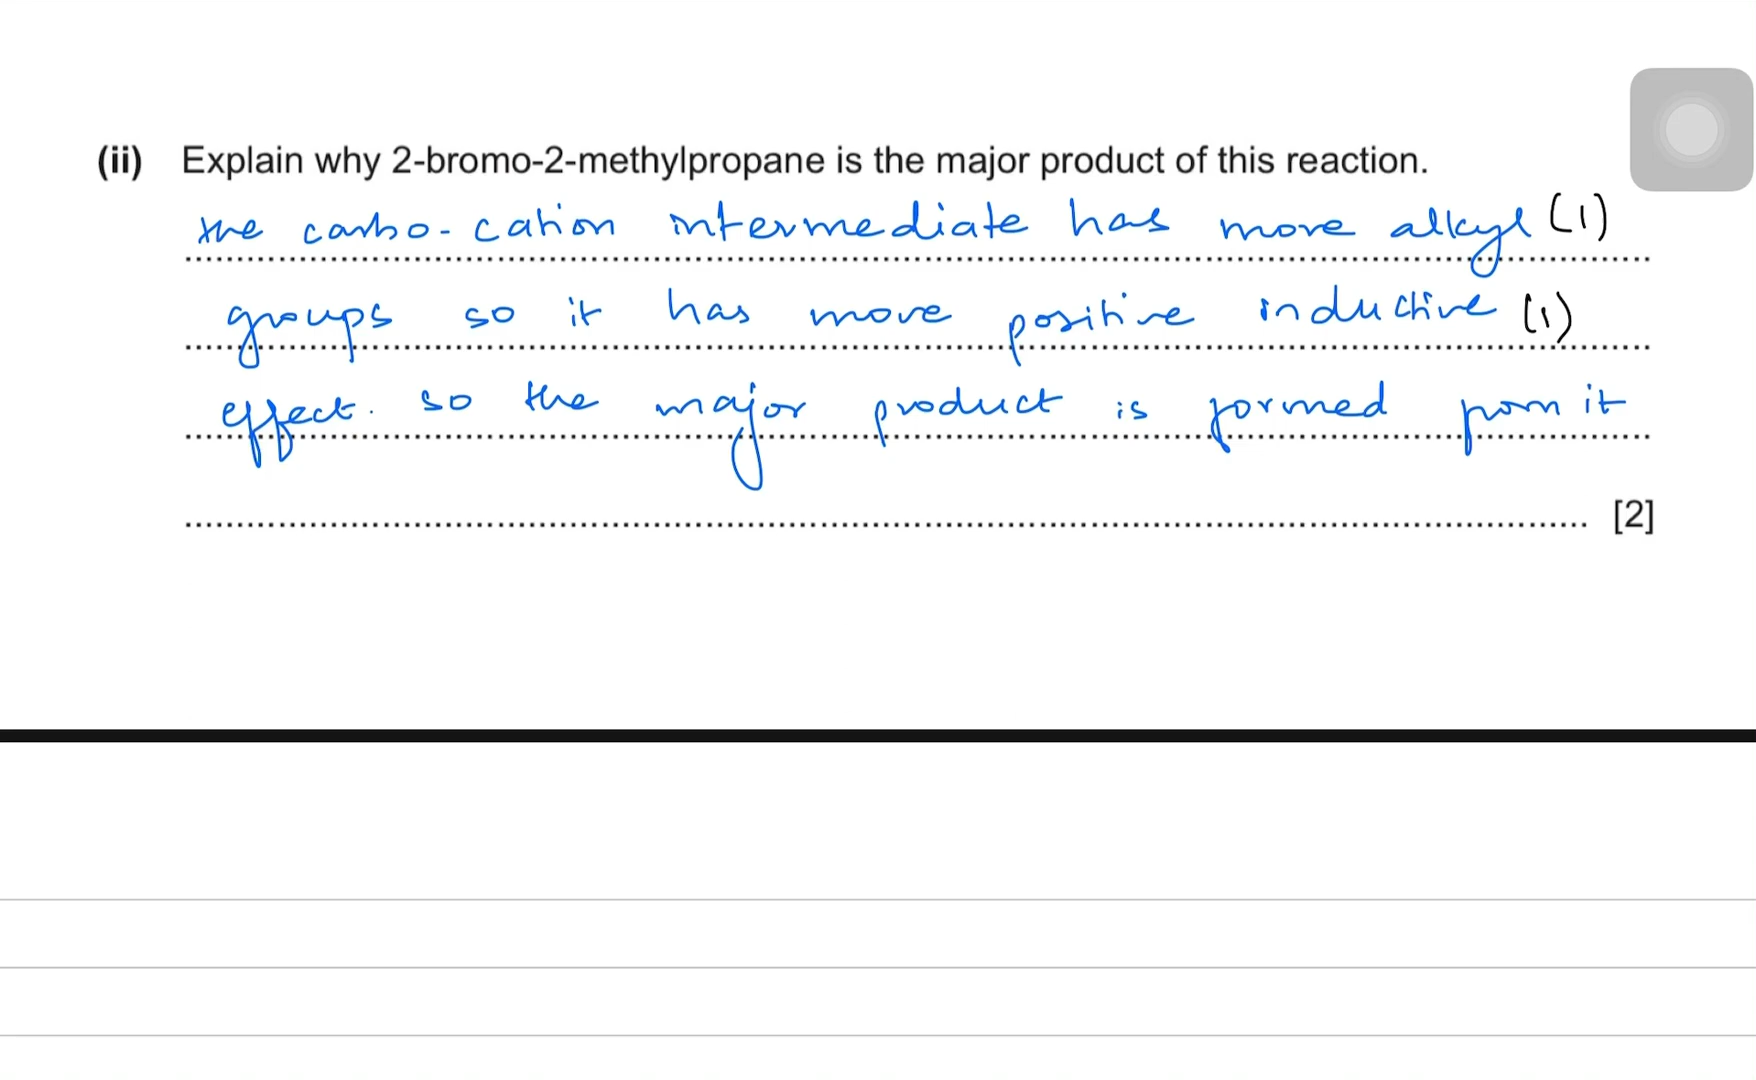 (ii) Explain why 2-bromo-2-methylpropane is the major product of this reaction.
the carbo-cation intermediate has more alkyl (1)
groups so it has more positive inductive (1)
effect. so the major product is formed from it
[2]